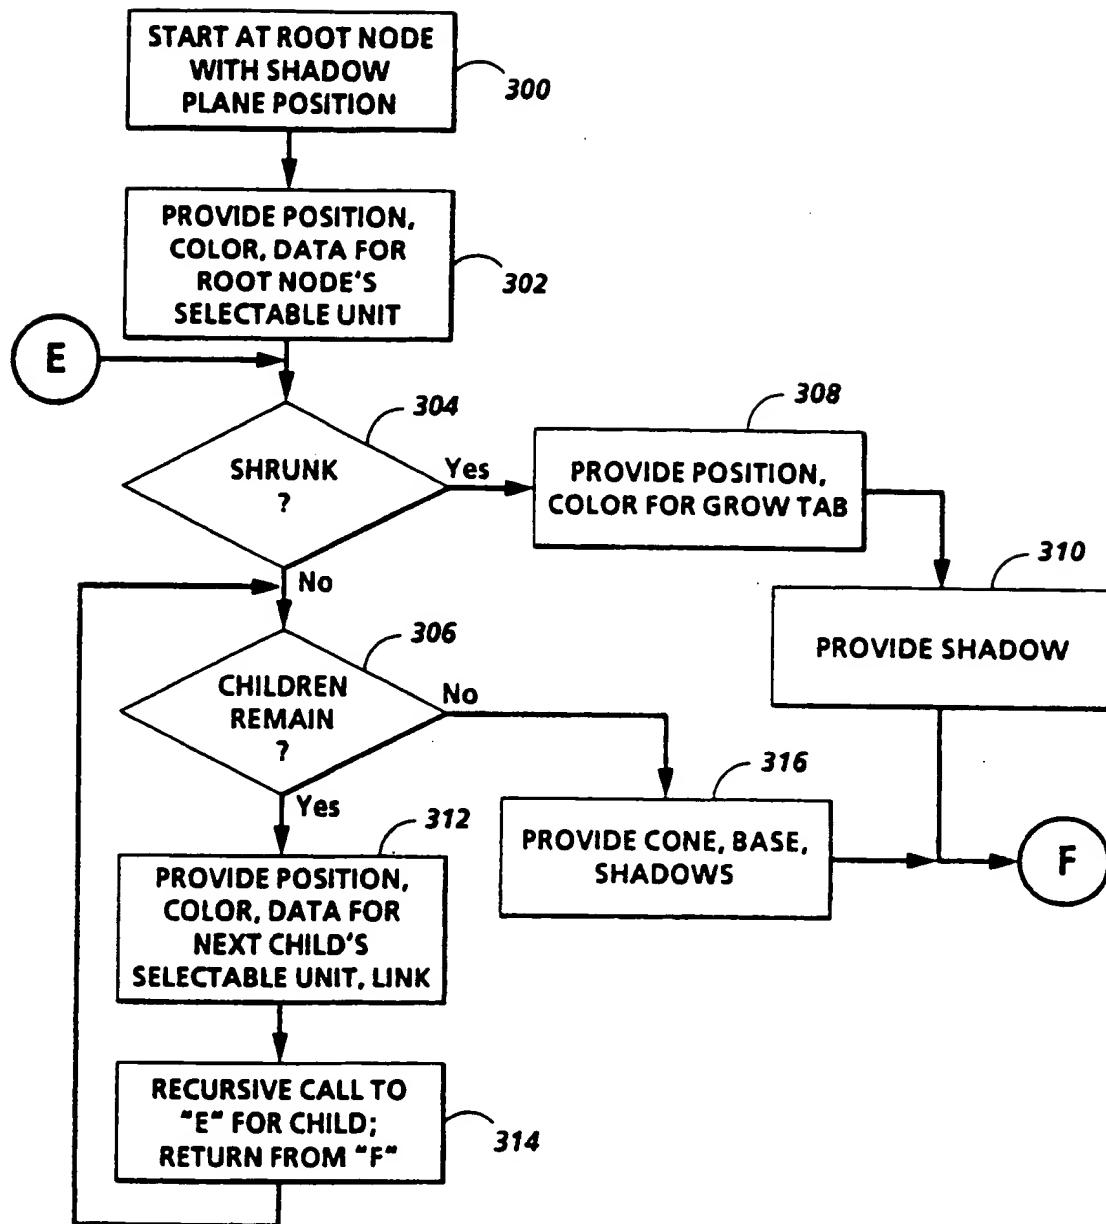 START AT ROOT NODE
WITH SHADOW
PLANE POSITION
300
PROVIDE POSITION,
COLOR, DATA FOR
ROOT NODE'S
SELECTABLE UNIT
302
E
304
SHRUNK
?
Yes
No
308
PROVIDE POSITION,
COLOR FOR GROW TAB
310
PROVIDE SHADOW
306
CHILDREN
REMAIN
?
No
Yes
316
PROVIDE CONE, BASE,
SHADOWS
F
312
PROVIDE POSITION,
COLOR, DATA FOR
NEXT CHILD'S
SELECTABLE UNIT, LINK
RECURSIVE CALL TO
"E" FOR CHILD;
RETURN FROM "F"
314